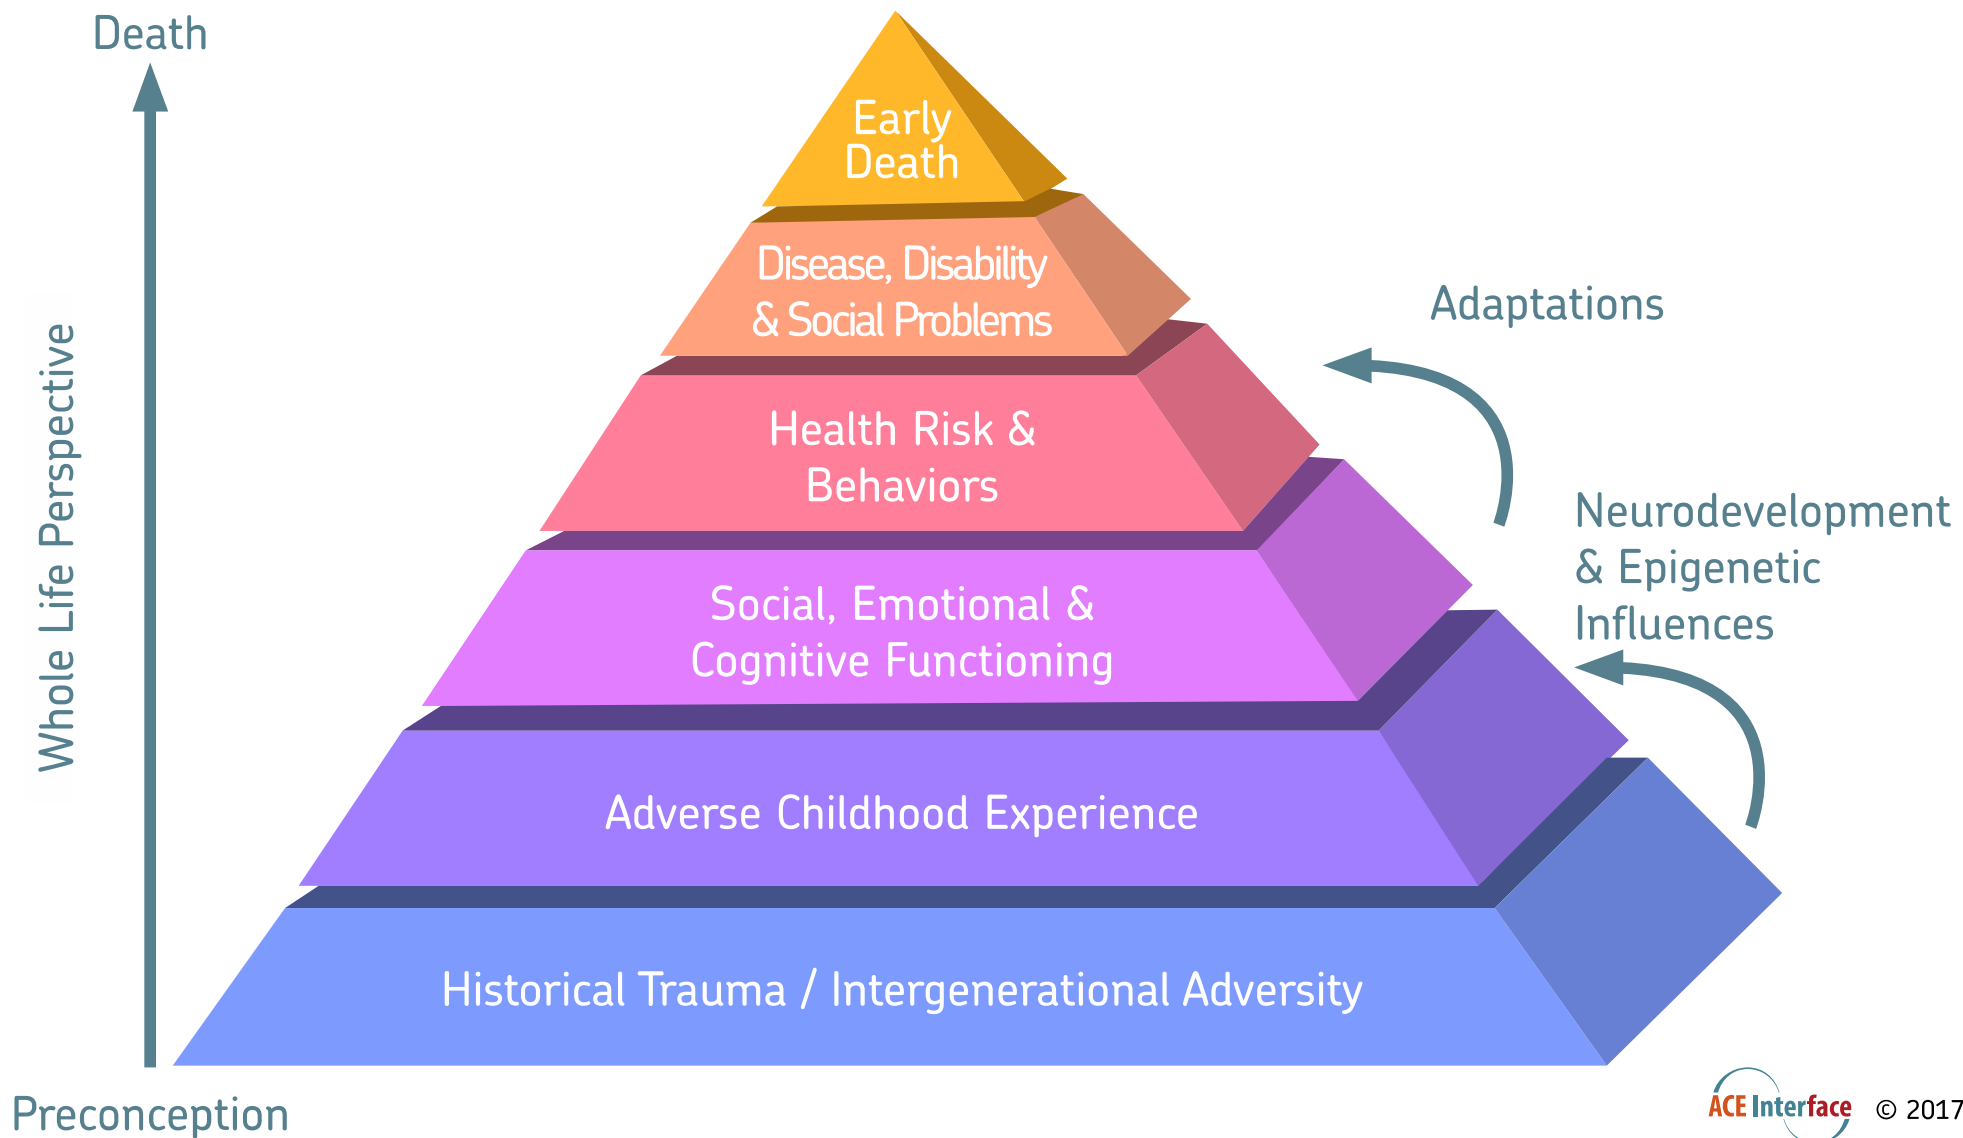 Death
Early
Death
Disease, Disability
& Social Problems
Adaptations
Health Risk &
Behaviors
Neurodevelopment
& Epigenetic
Influences
Whole Life Perspective
Social, Emotional &
Cognitive Functioning
Adverse Childhood Experience
Historical Trauma / Intergenerational Adversity
Preconception
ACE Interface © 2017